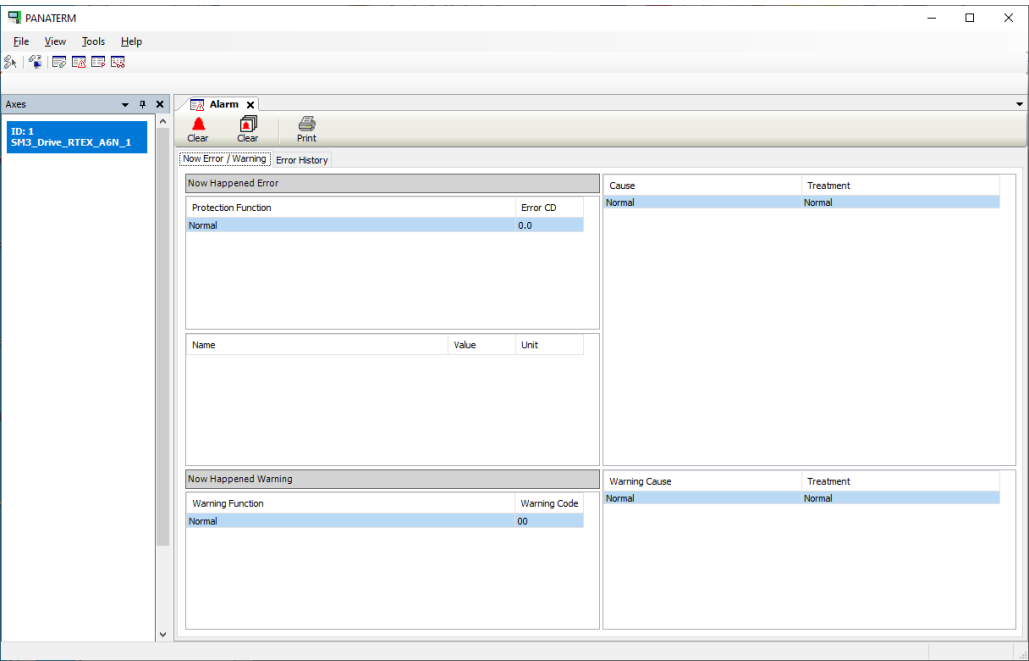 PANATERM
File View Tools Help
Axes
ID: 1
SM3_Drive_RTEX_A6N_1
Alarm
Clear Clear Print
Now Error / Warning Error History
Now Happened Error
Protection Function Error CD
Normal 0.0
Cause Treatment
Normal Normal
Name Value Unit
Now Happened Warning
Warning Function Warning Code
Normal 00
Warning Cause Treatment
Normal Normal